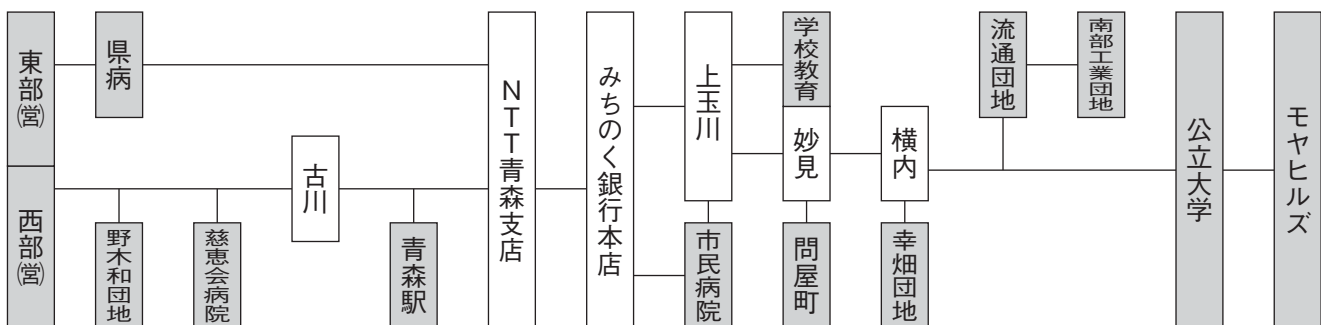 東部(営)
西部(営)
県病
野木和団地
慈恵会病院
古川
青森駅
NTT青森支店
みちのく銀行本店
上玉川
市民病院
学校教育
妙見
問屋町
横内
幸畑団地
流通団地
南部工業団地
公立大学
モヤヒルズ